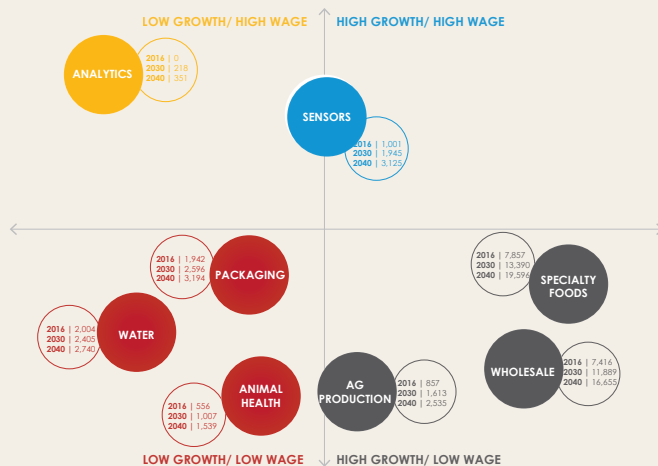 LOW GROWTH/ HIGH WAGE
HIGH GROWTH/ HIGH WAGE
ANALYTICS
2016 | 0
2030 | 218
2040 | 351
SENSORS
2016 | 1,001
2030 | 1,945
2040 | 3,125
2016 | 1,942
2030 | 2,596
2040 | 3,194
PACKAGING
2016 | 7,857
2030 | 13,390
2040 | 19,596
SPECIALTY
FOODS
2016 | 2,004
2030 | 2,405
2040 | 2,740
WATER
2016 | 556
2030 | 1,007
2040 | 1,539
ANIMAL
HEALTH
AG
PRODUCTION
2016 | 857
2030 | 1,613
2040 | 2,535
WHOLESALE
2016 | 7,416
2030 | 11,889
2040 | 16,655
LOW GROWTH/ LOW WAGE
HIGH GROWTH/ LOW WAGE